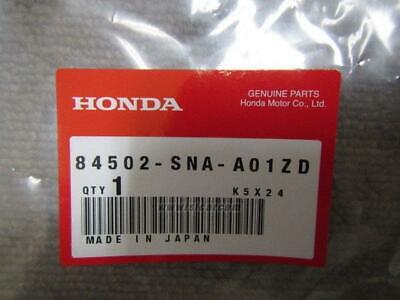 HONDA
GENUINE PARTS
Honda Motor Co., Ltd.
84502-SNA-A01ZD
QTY 1
K5X24
MADE IN JAPAN